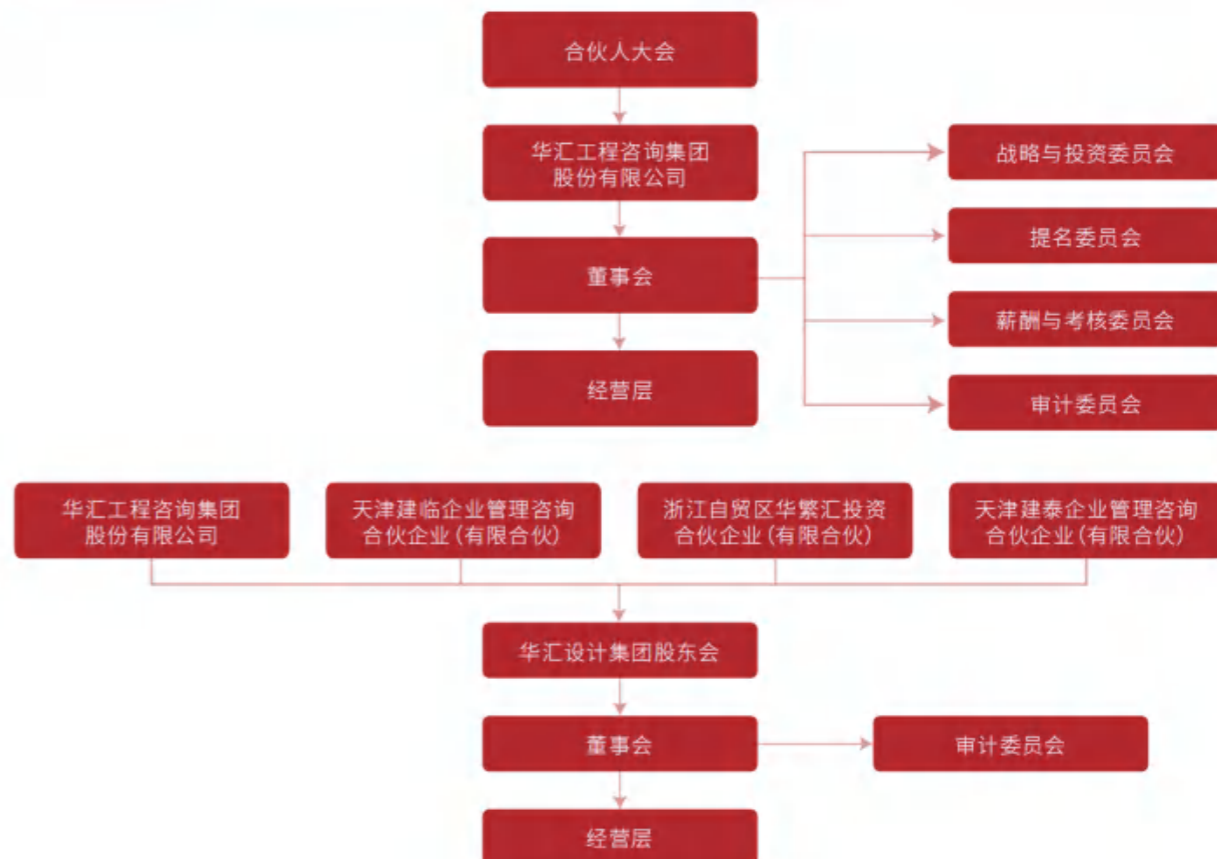 合伙人大会
华汇工程咨询集团
股份有限公司
战略与投资委员会
提名委员会
董事会
薪酬与考核委员会
经营层
审计委员会
华汇工程咨询集团
股份有限公司
天津建临企业管理咨询
合伙企业(有限合伙)
浙江自贸区华繁汇投资
合伙企业(有限合伙)
天津建泰企业管理咨询
合伙企业(有限合伙)
华汇设计集团股东会
董事会
审计委员会
经营层